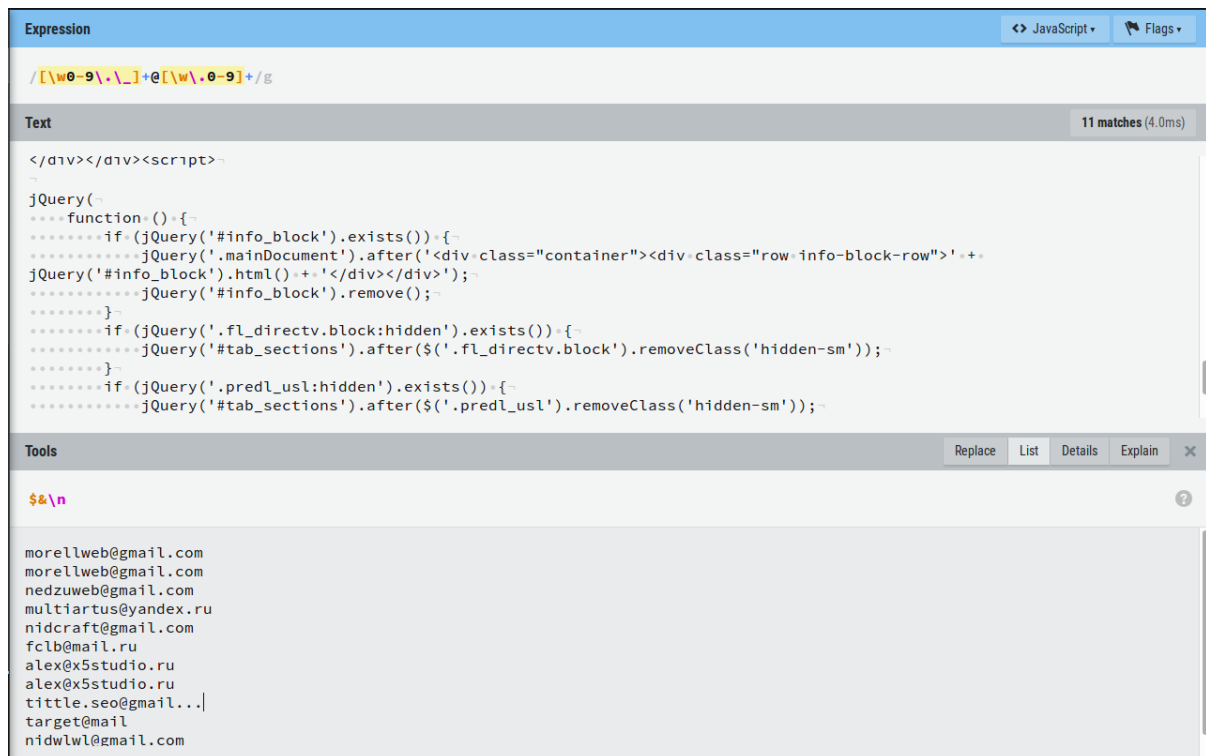 Expression
<> JavaScript ▾
Flags ▾
/[\w0-9\.\_]+@[\w\.0-9]+/g
Text
11 matches (4.0ms)
</div></div><script>¬
¬
jQuery(¬
····function·()·{¬
········if·(jQuery('#info_block').exists())·{¬
············jQuery('.mainDocument').after('<div·class="container"><div·class="row·info-block-row">'·+·
jQuery('#info_block').html()·+·'</div></div>');¬
············jQuery('#info_block').remove();¬
········}¬
········if·(jQuery('.fl_directv.block:hidden').exists())·{¬
············jQuery('#tab_sections').after($('.fl_directv.block').removeClass('hidden-sm'));¬
········}¬
········if·(jQuery('.predl_usl:hidden').exists())·{¬
············jQuery('#tab_sections').after($('.predl_usl').removeClass('hidden-sm'));¬
Tools
Replace
List
Details
Explain
×
$&\n
?
morellweb@gmail.com
morellweb@gmail.com
nedzuweb@gmail.com
multiartus@yandex.ru
nidcraft@gmail.com
fclb@mail.ru
alex@x5studio.ru
alex@x5studio.ru
tittle.seo@gmail...
target@mail
nidwlwl@gmail.com